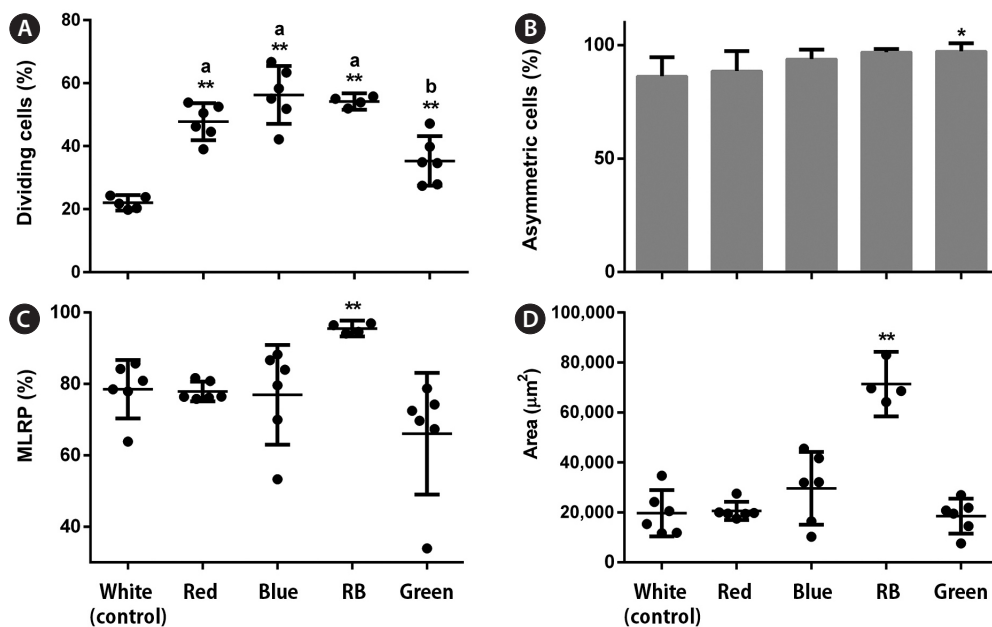 A
Dividing cells (%)
80
60
40
20
0
a
**
a
**
a
**
b
**
B
Asymmetric cells (%)
100
50
0
*
C
MLRP (%)
100
80
60
40
**
White
(control)
Red
Blue
RB
Green
D
Area (μm²)
100,000
80,000
60,000
40,000
20,000
0
**
White
(control)
Red
Blue
RB
Green